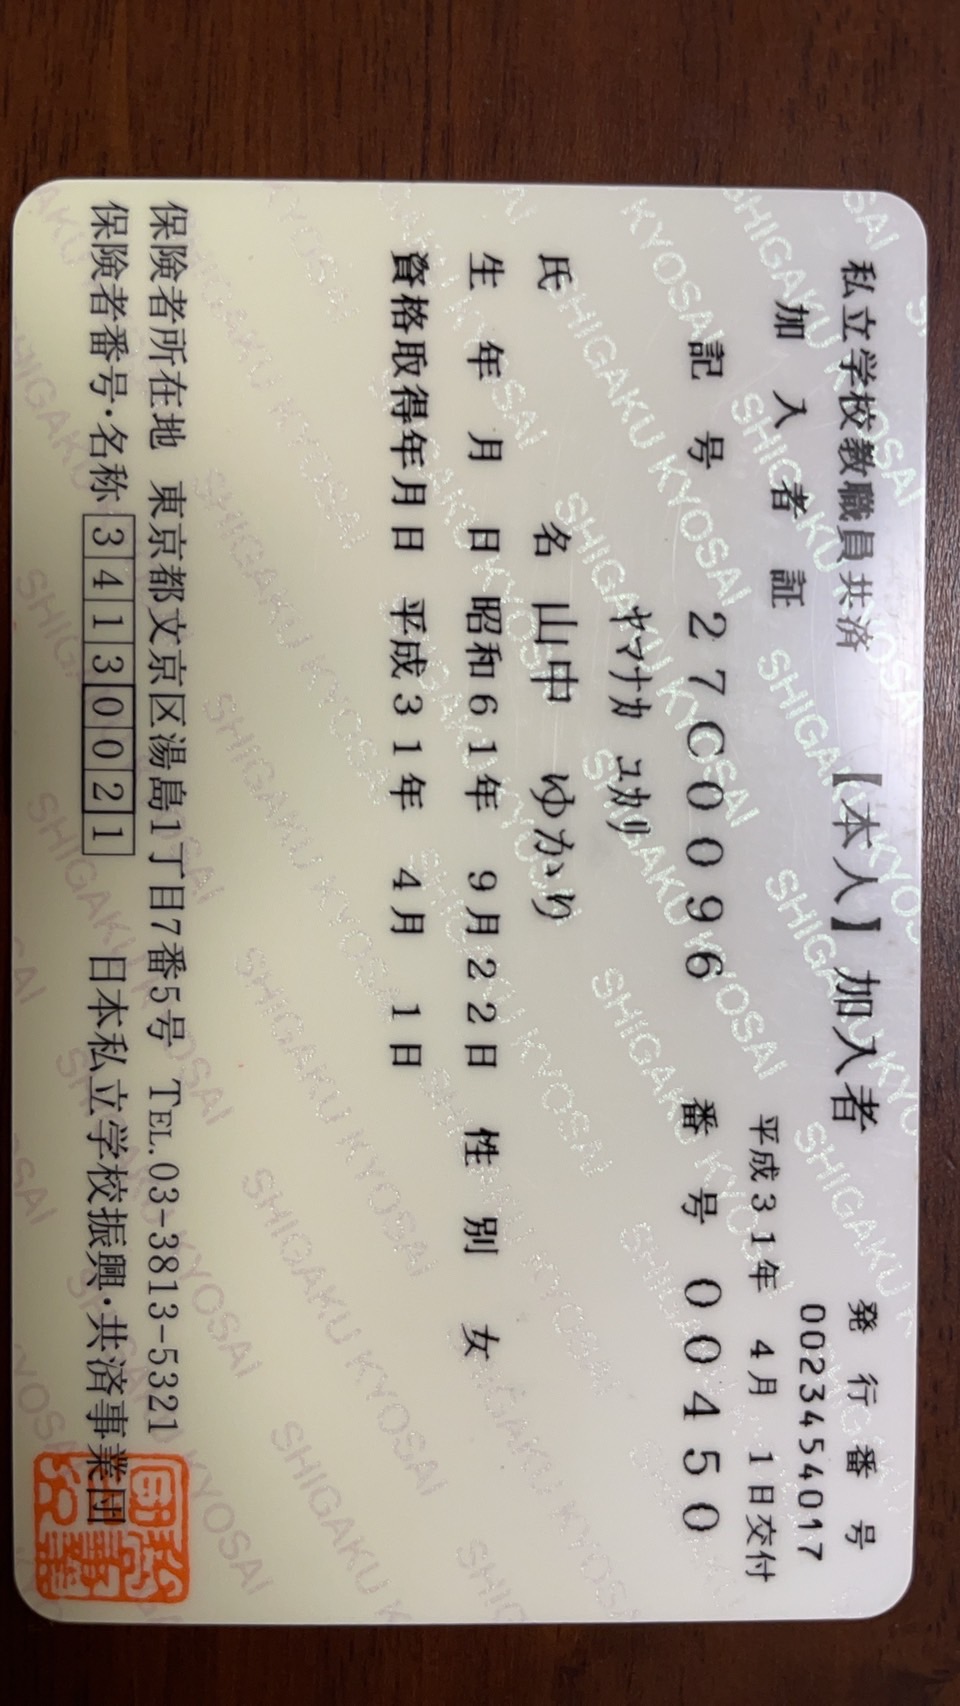 私立学校教職員共済 【本人】加入者 発行番号
加入者証 0023454017
平成31年 4月 1日交付
記号 27C0096 番号 00450
ヤマナカ ユカリ
氏名 山中 ゆかり
生年月日 昭和61年 9月22日 性別 女
資格取得年月日 平成31年 4月 1日
保険者所在地 東京都文京区湯島1丁目7番5号 TEL.03-3813-5321
保険者番号・名称 34130021 日本私立学校振興・共済事業団
SHIGAKU KYOSAI